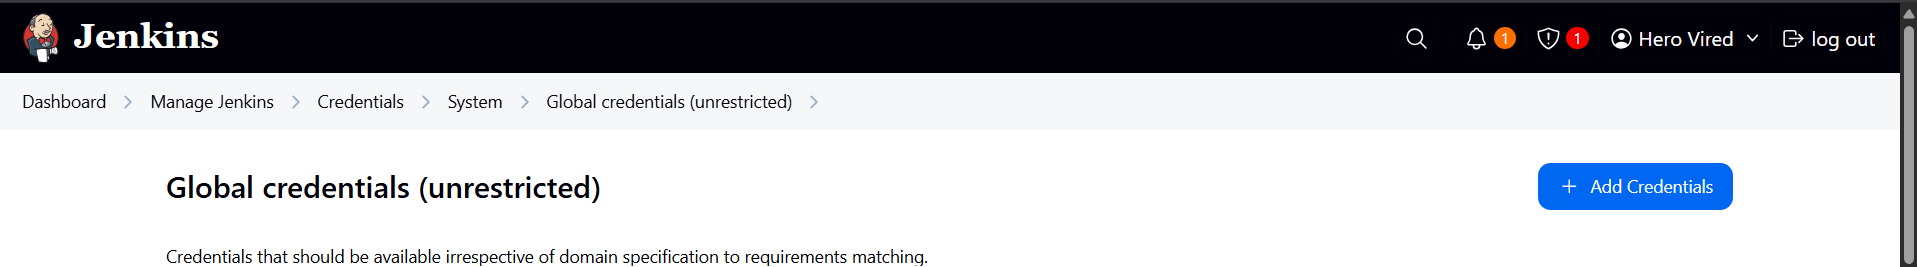 Jenkins
1
1
Hero Vired
log out
Dashboard
Manage Jenkins
Credentials
System
Global credentials (unrestricted)
Global credentials (unrestricted)
+ Add Credentials
Credentials that should be available irrespective of domain specification to requirements matching.